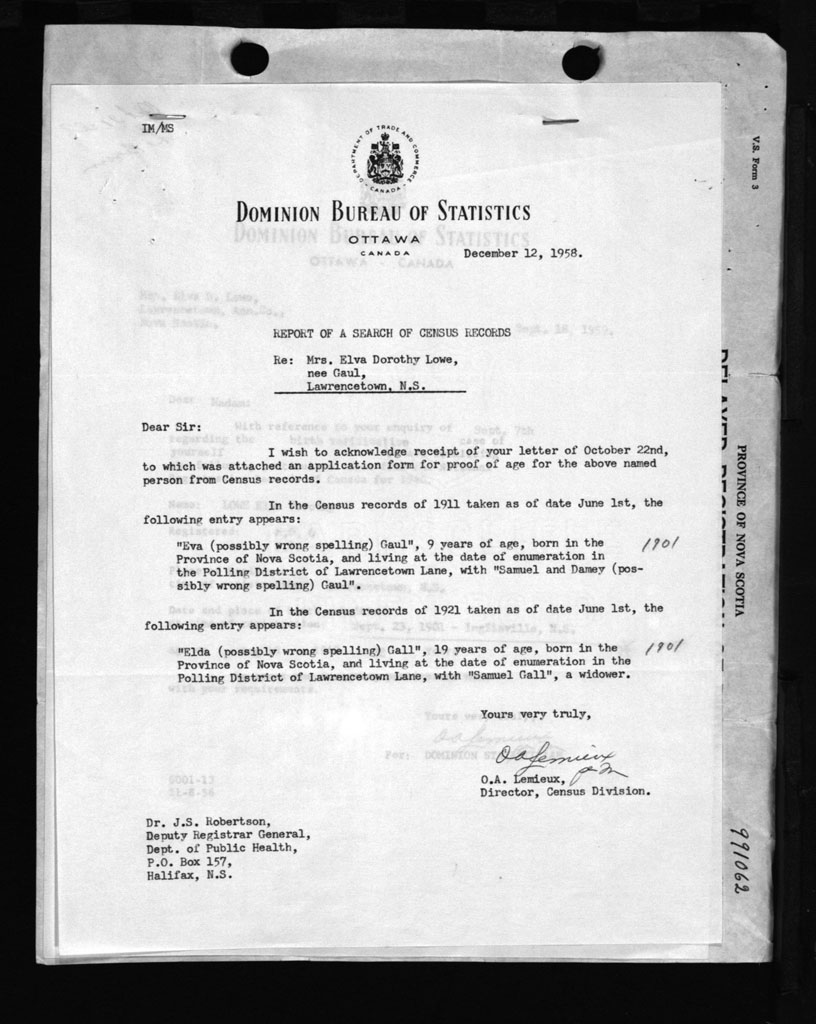 IM/MS
DEPARTMENT OF TRADE AND COMMERCE
CANADA
DOMINION BUREAU OF STATISTICS
OTTAWA
CANADA
December 12, 1958.
REPORT OF A SEARCH OF CENSUS RECORDS
Re: Mrs. Elva Dorothy Lowe,
nee Gaul,
Lawrencetown, N.S.
Dear Sir:
I wish to acknowledge receipt of your letter of October 22nd,
to which was attached an application form for proof of age for the above named
person from Census records.
In the Census records of 1911 taken as of date June 1st, the
following entry appears:
"Eva (possibly wrong spelling) Gaul", 9 years of age, born in the 1901
Province of Nova Scotia, and living at the date of enumeration in
the Polling District of Lawrencetown Lane, with "Samuel and Damey (pos-
sibly wrong spelling) Gaul".
In the Census records of 1921 taken as of date June 1st, the
following entry appears:
"Elda (possibly wrong spelling) Gall", 19 years of age, born in the 1901
Province of Nova Scotia, and living at the date of enumeration in the
Polling District of Lawrencetown Lane, with "Samuel Gall", a widower.
Yours very truly,
OALemieux
O.A. Lemieux,
Director, Census Division.
Dr. J.S. Robertson,
Deputy Registrar General,
Dept. of Public Health,
P.O. Box 157,
Halifax, N.S.
V.S. Form 3
PROVINCE OF NOVA SCOTIA
991062